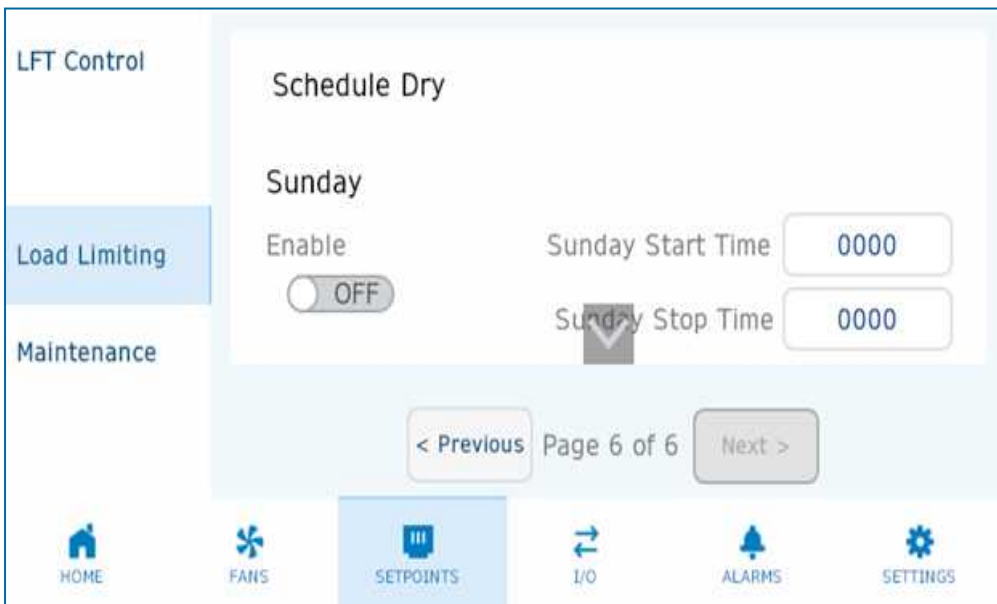 LFT Control
Load Limiting
Maintenance
Schedule Dry
Sunday
Enable
OFF
Sunday Start Time 0000
Sunday Stop Time 0000
< Previous Page 6 of 6 Next >
HOME FANS SETPOINTS I/O ALARMS SETTINGS